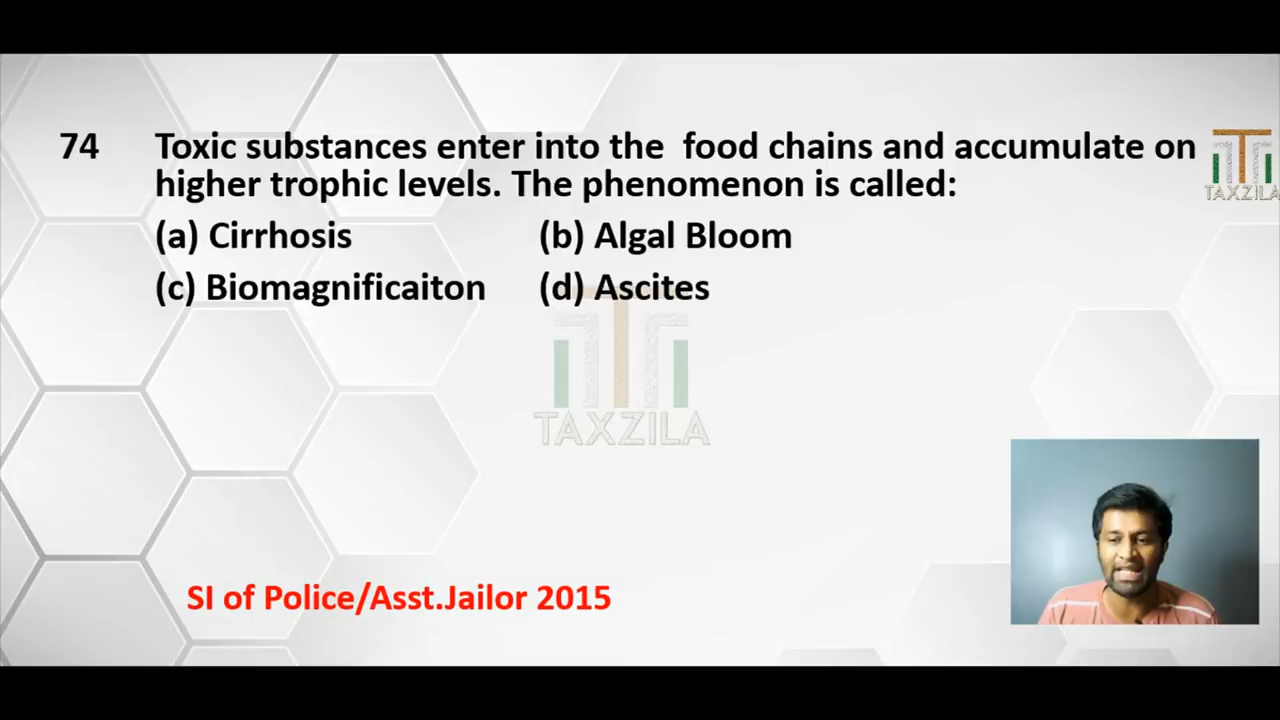 74 Toxic substances enter into the food chains and accumulate on
higher trophic levels. The phenomenon is called:
(a) Cirrhosis (b) Algal Bloom
(c) Biomagnificaiton (d) Ascites
TAXZILA
TAXZILA
SI of Police/Asst.Jailor 2015